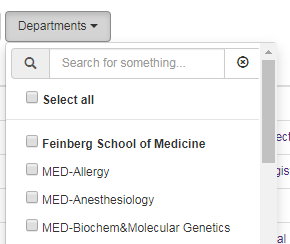 Departments
Search for something...
Select all
Feinberg School of Medicine
MED-Allergy
MED-Anesthesiology
MED-Biochem&Molecular Genetics